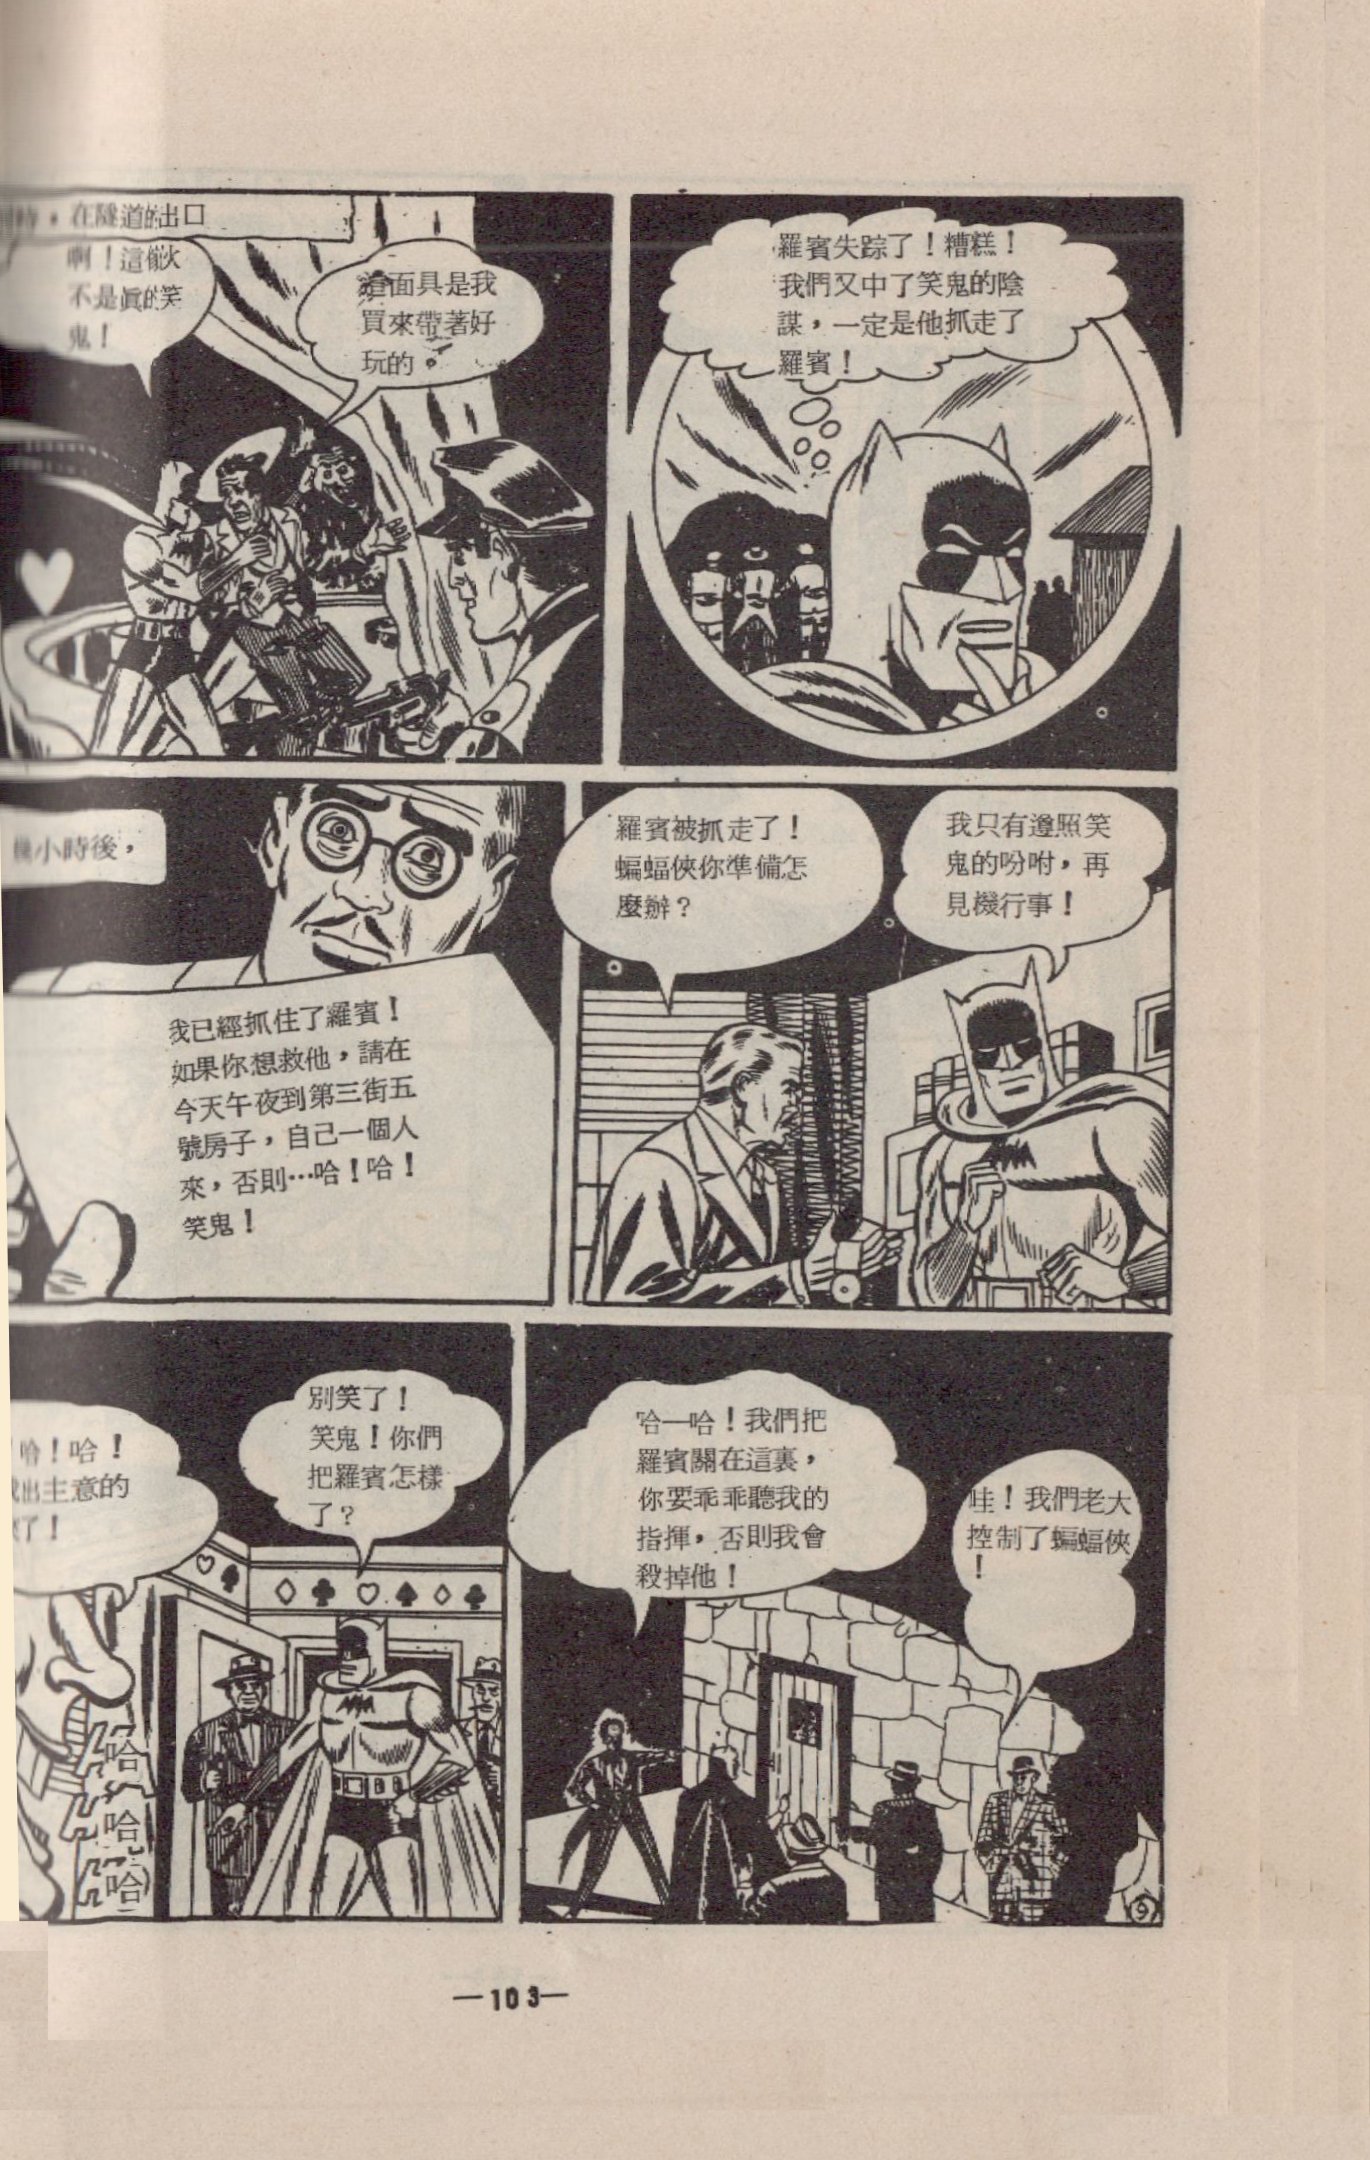 時，在隧道的出口
啊！這傢伙
不是眞的笑
鬼！
這面具是我
買來帶著好
玩的。
羅賓失踪了！糟糕！
我們又中了笑鬼的陰
謀，一定是他抓走了
羅賓！
小時後，
我已經抓住了羅賓！
如果你想救他，請在
今天午夜到第三街五
號房子，自己一個人
來，否則…哈！哈！
笑鬼！
羅賓被抓走了！
蝙蝠俠你準備怎
麼辦？
我只有遵照笑
鬼的吩咐，再
見機行事！
！哈！哈！
出主意的
了！
哈
哈
哈
別笑了！
笑鬼！你們
把羅賓怎樣
了？
哈—哈！我們把
羅賓關在這裏，
你要乖乖聽我的
指揮，否則我會
殺掉他！
哇！我們老大
控制了蝙蝠俠
！
9
—103—